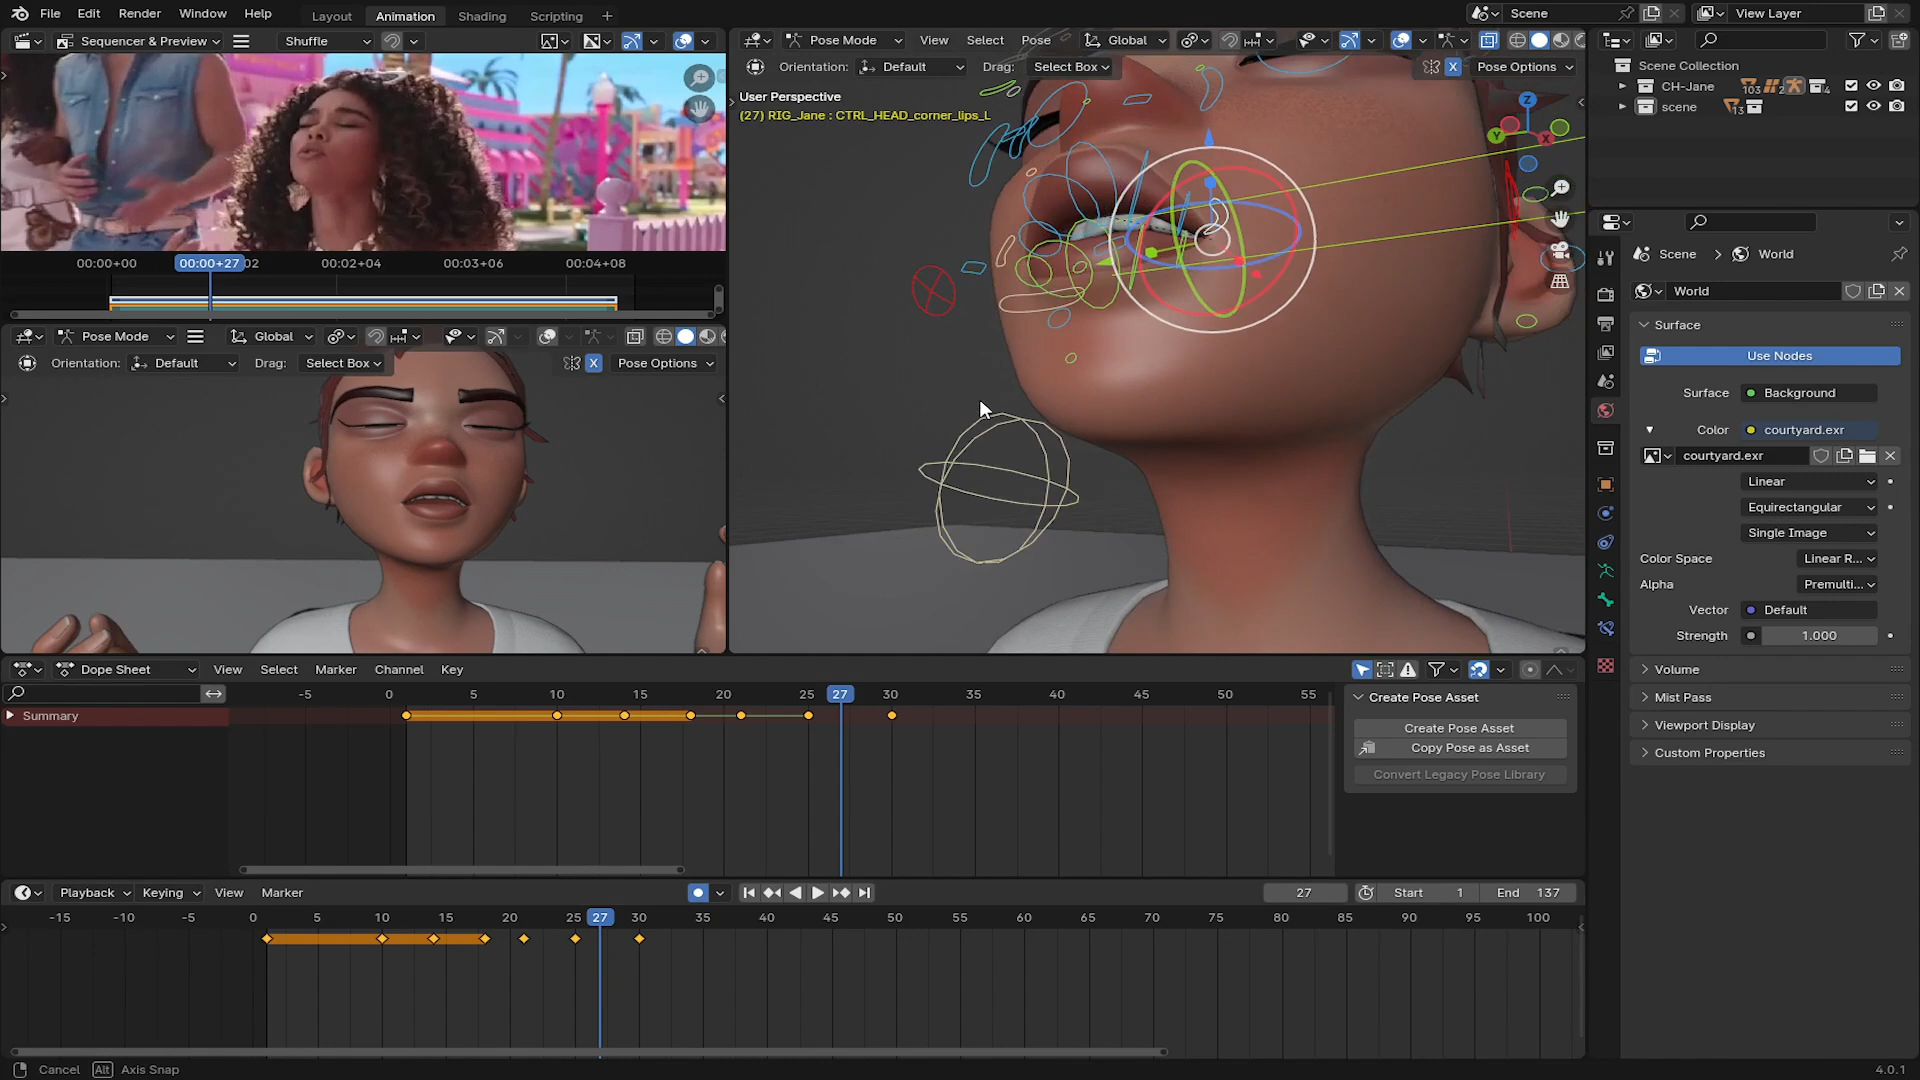 File Edit Render Window Help
Layout Animation Shading Scripting +
Scene
View Layer
Sequencer & Preview Shuffle
Pose Mode View Select Pose Global
Orientation: Default Drag: Select Box
X Pose Options
User Perspective
(27) RIG_Jane : CTRL_HEAD_corner_lips_L
Z
Y
X
00:00+00 00:00+27 02 00:02+04 00:03+06 00:04+08
Pose Mode Global
Orientation: Default Drag: Select Box X Pose Options
Scene Collection
CH-Jane 103 2 4
scene 13
Scene > World
World
Surface
Use Nodes
Surface Background
Color courtyard.exr
courtyard.exr
Linear
Equirectangular
Single Image
Color Space Linear R...
Alpha Premulti...
Vector Default
Strength 1.000
Volume
Mist Pass
Viewport Display
Custom Properties
Dope Sheet View Select Marker Channel Key
-5 0 5 10 15 20 25 27 30 35 40 45 50 55
Summary
Create Pose Asset
Create Pose Asset
Copy Pose as Asset
Convert Legacy Pose Library
Playback Keying View Marker
27 Start 1 End 137
-15 -10 -5 0 5 10 15 20 25 27 30 35 40 45 50 55 60 65 70 75 80 85 90 95 100
Cancel Alt Axis Snap
4.0.1